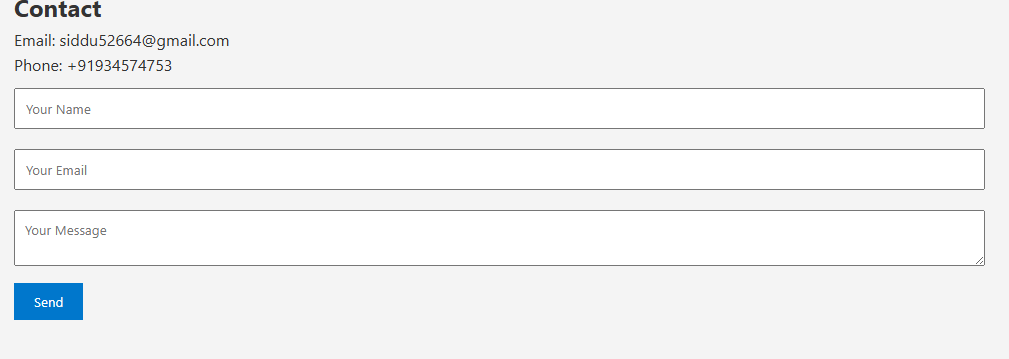 Contact
Email: siddu52664@gmail.com
Phone: +91934574753
Your Name
Your Email
Your Message
Send